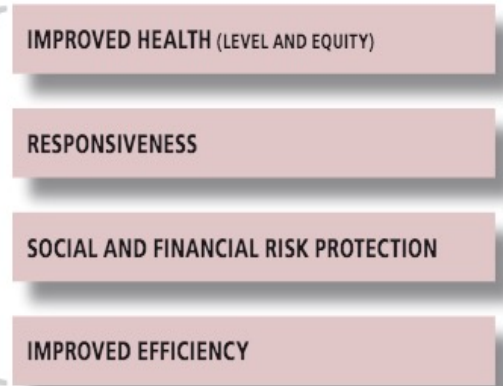 IMPROVED HEALTH (LEVEL AND EQUITY)
RESPONSIVENESS
SOCIAL AND FINANCIAL RISK PROTECTION
IMPROVED EFFICIENCY